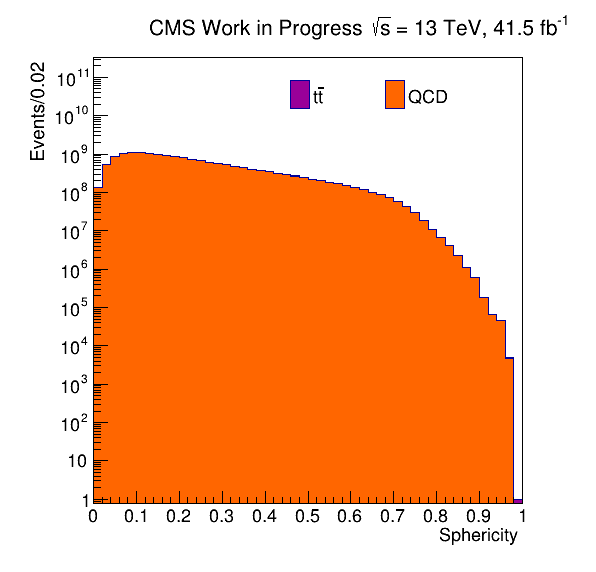 CMS Work in Progress √s = 13 TeV, 41.5 fb⁻¹
Events/0.02
tt̄
QCD
10¹¹
10¹⁰
10⁹
10⁸
10⁷
10⁶
10⁵
10⁴
10³
10²
10
1
0 0.1 0.2 0.3 0.4 0.5 0.6 0.7 0.8 0.9 1
Sphericity